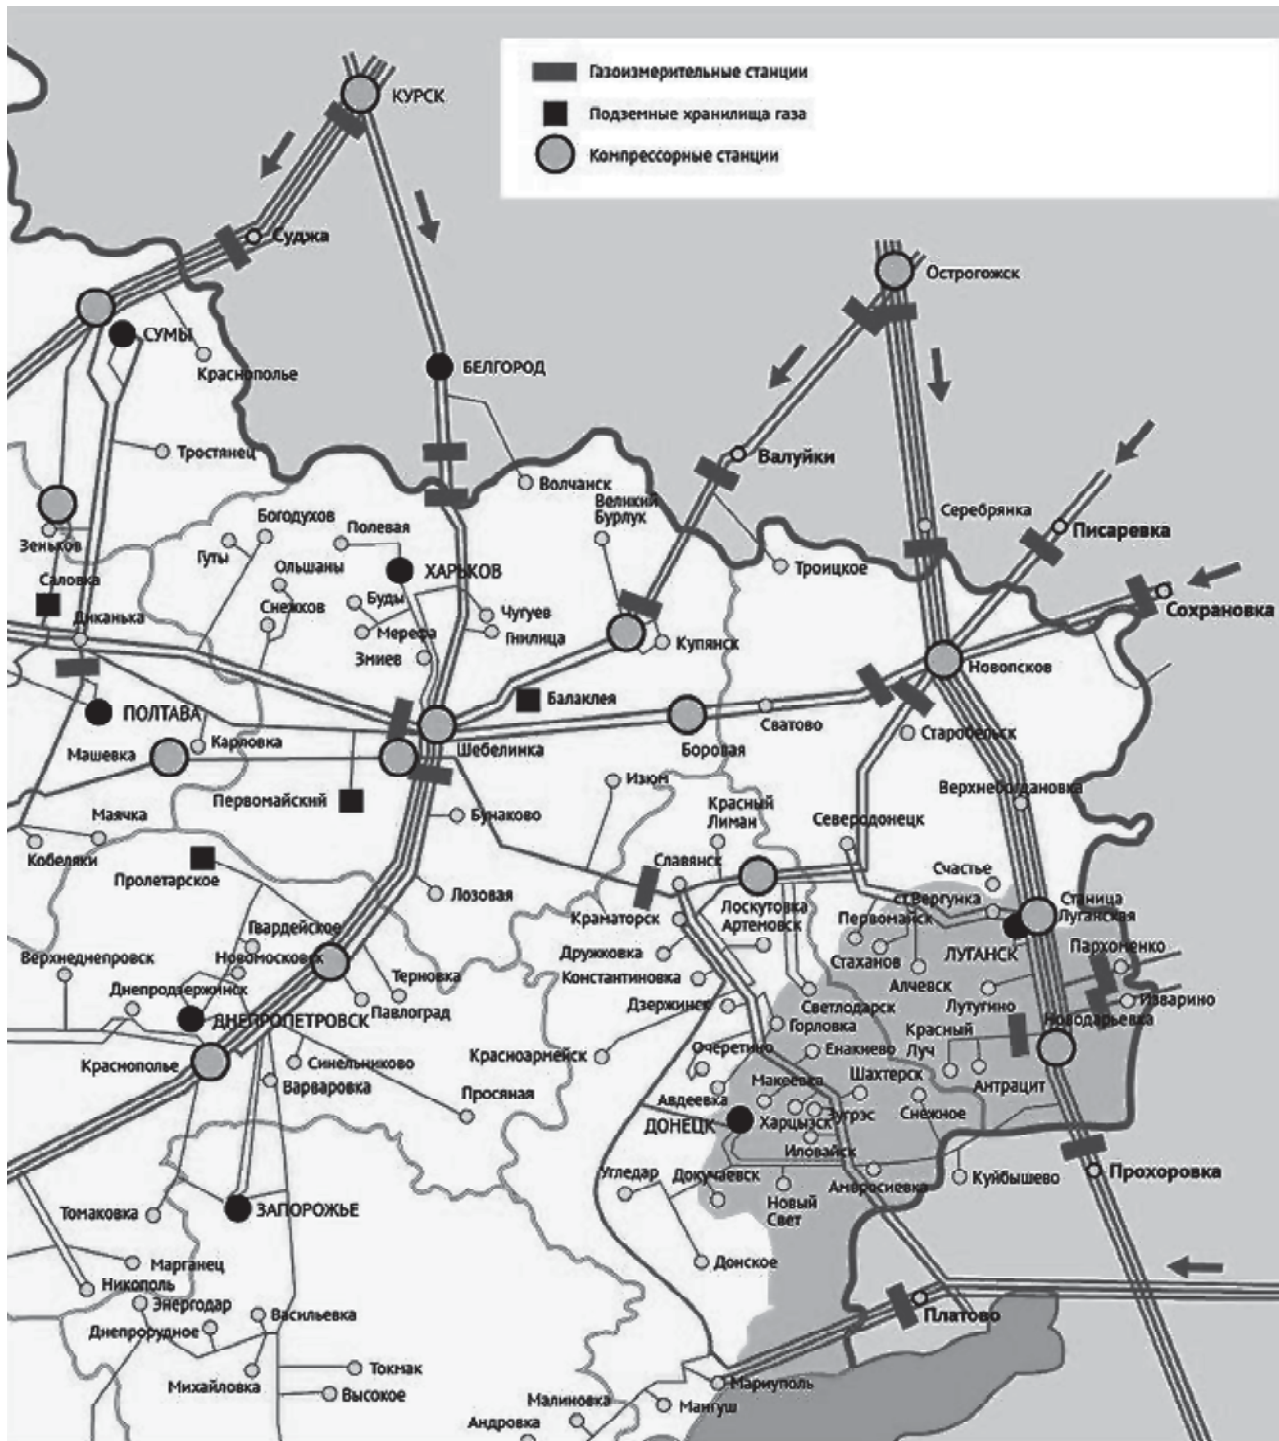 Газоизмерительные станции
Подземные хранилища газа
Компрессорные станции
КУРСК
Суджа
Острогожск
СУМЫ
Краснополье
БЕЛГОРОД
Тростянец
Валуйки
Волчанск
Великий
Бурлук
Зеньков
Богодухов
Полевая
Серебрянка
Писаревка
Гуты
Ольшаны
ХАРЬКОВ
Троицкое
Саловка
Снежков
Буды
Чугуев
Сохрановка
Диканька
Мерефа
Гнилица
Купянск
Змиев
Новопсков
ПОЛТАВА
Балаклея
Сватово
Старобельск
Машевка
Карловка
Шебелинка
Боровая
Первомайский
Изюм
Верхнебогдановка
Маячка
Бунаково
Красный
Лиман
Северодонецк
Кобеляки
Пролетарское
Славянск
Счастье
Лозовая
Лоскутовка
ст.Вергунка
Станица
Луганская
Гвардейское
Краматорск
Артемовск
Первомайск
Верхнеднепровск
Новомосковск
Терновка
Дружковка
Стаханов
ЛУГАНСК
Пархоменко
Днепродзержинск
Павлоград
Константиновка
Алчевск
Дзержинск
Светлодарск
Лутугино
Изварино
ДНЕПРОПЕТРОВСК
Горловка
Новодарьевка
Краснополье
Синельниково
Красноармейск
Очеретино
Енакиево
Красный
Луч
Варваровка
Макеевка
Шахтерск
Антрацит
Просяная
Авдеевка
Снежное
ДОНЕЦК
Харцызск
Зугрэс
Иловайск
Угледар
Докучаевск
Амвросиевка
Куйбышево
Прохоровка
Томаковка
ЗАПОРОЖЬЕ
Новый
Свет
Марганец
Донское
Никополь
Энергодар
Васильевка
Днепрорудное
Платово
Михайловка
Токмак
Высокое
Мариуполь
Малиновка
Мангуш
Андровка